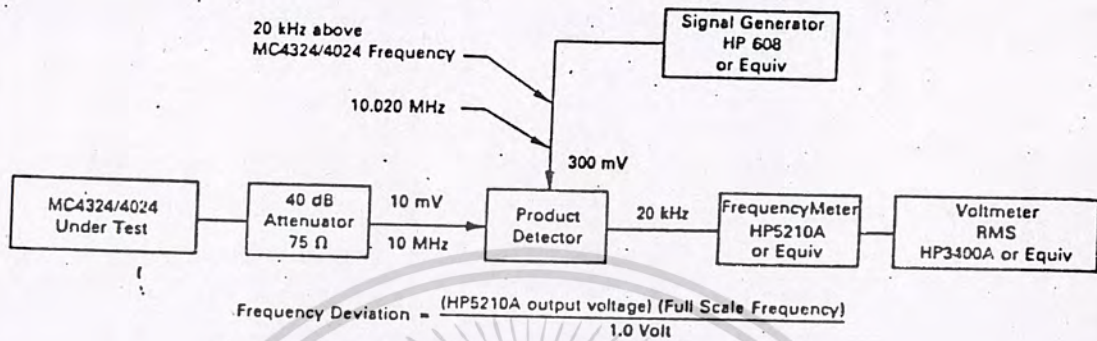 Signal Generator
HP 608
or Equiv
20 kHz above
MC4324/4024 Frequency
10.020 MHz
300 mV
MC4324/4024
Under Test
40 dB
Attenuator
75 Ω
10 mV
10 MHz
Product
Detector
20 kHz
FrequencyMeter
HP5210A
or Equiv
Voltmeter
RMS
HP3400A or Equiv
Frequency Deviation = (HP5210A output voltage) (Full Scale Frequency)
1.0 Volt